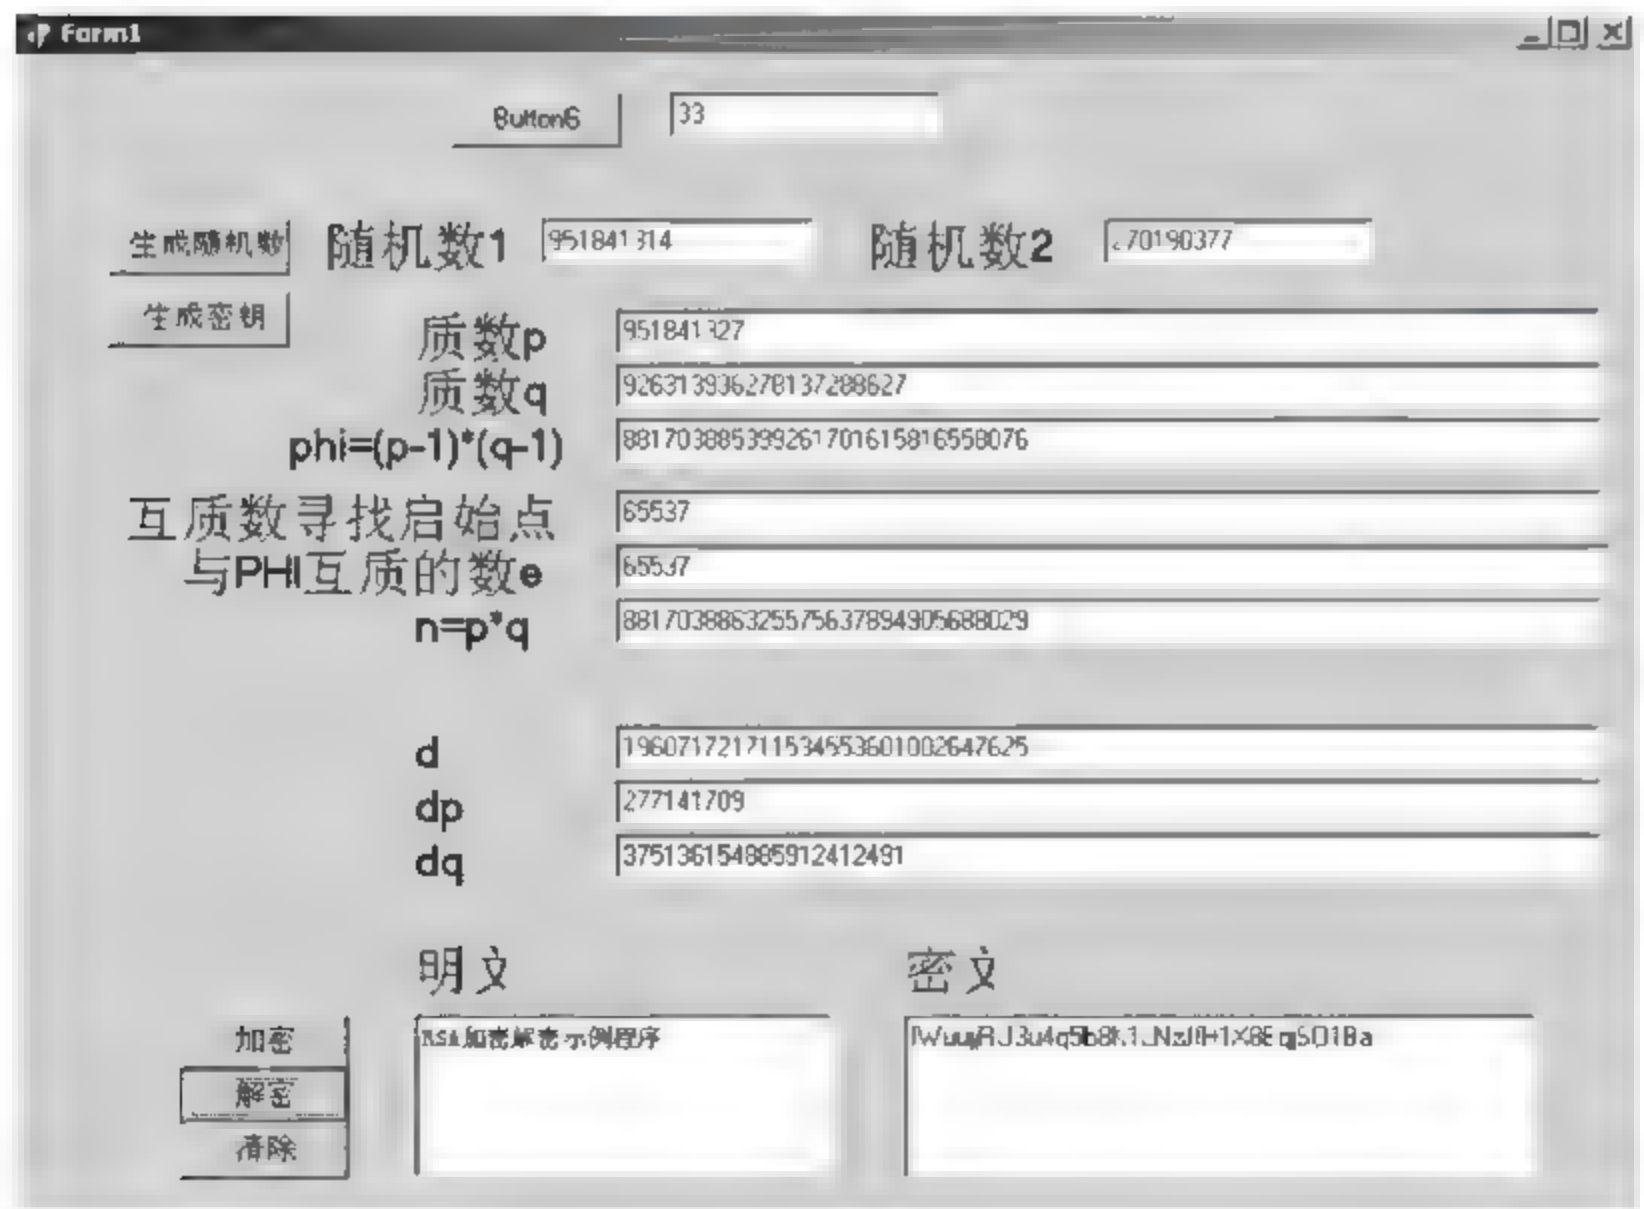 Form1
Button6 33
生成随机数 随机数1 951841314 随机数2 270190377
生成密钥
质数p 951841327
质数q 926313936278137288627
phi=(p-1)*(q-1) 881703885399261701615816558076
互质数寻找启始点 65537
与PHI互质的数e 65537
n=p*q 881703886325575637894905688029
d
dp 277141709
dq 375136154885912412491
明文 密文
加密 RSA加密解密示例程序
解密
清除